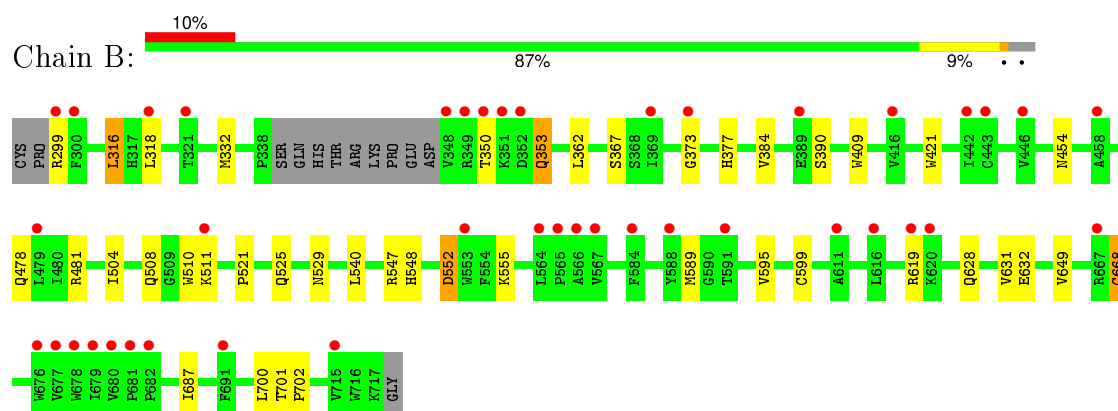 10%
Chain B:
87% 9% • •
CYS PRO R299 F300 L316 H317 L318 T321 M332 P338 SER GLN HIS THR ARG LYS PRO GLU ASP V348 R349 T350 K351 D352 Q353 L362 S367 S368 I369 G373 H377 V384 F389 S390 W409 V416 W421 I442 C443 V446 N454 A458
Q478 L479 I480 R481 I504 Q508 G509 W510 K511 P521 Q525 N529 L540 R547 H548 D552 W553 F554 K555 L564 P565 A566 V567 F584 Y588 M589 G590 T591 V595 C599 A611 L616 R619 K620 Q628 V631 E632 V649 R667 C668
W676 V677 W678 I679 V680 P681 P682 I687 F691 L700 T701 P702 V715 W716 K717 GLY